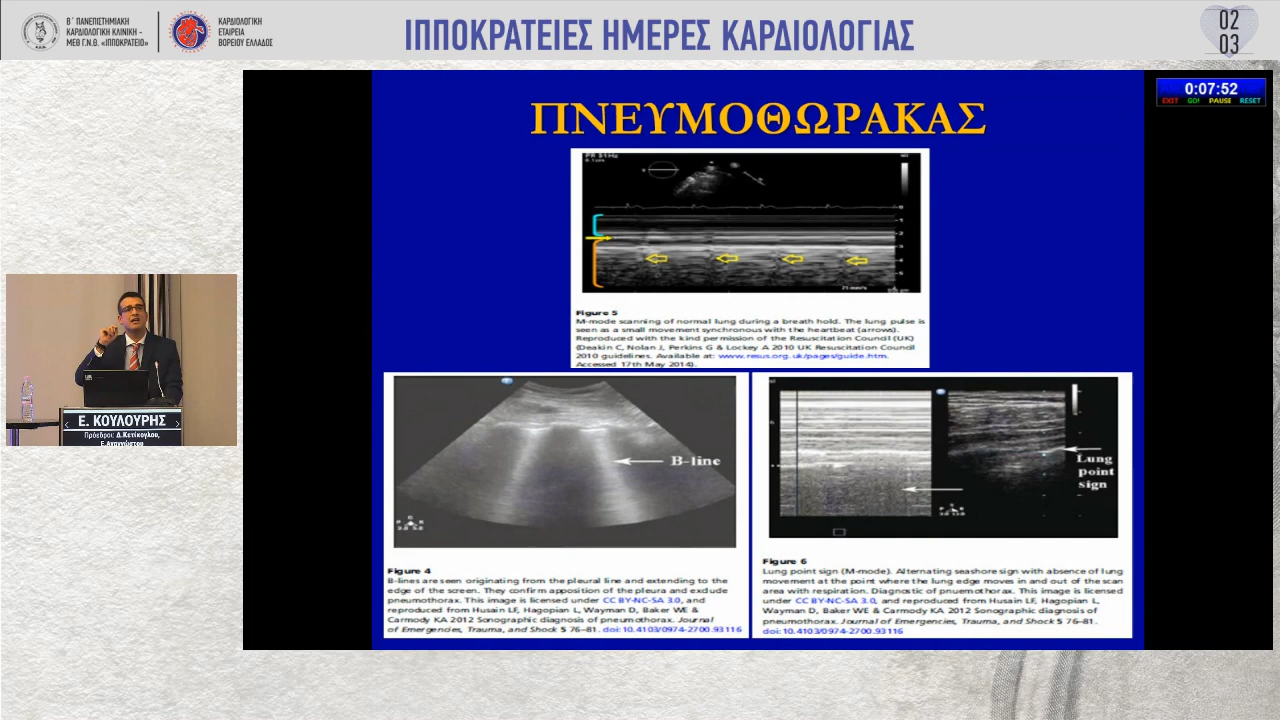 Β΄ ΠΑΝΕΠΙΣΤΗΜΙΑΚΗ
ΚΑΡΔΙΟΛΟΓΙΚΗ ΚΛΙΝΙΚΗ -
ΜΕΘ Γ.Ν.Θ. «ΙΠΠΟΚΡΑΤΕΙΟ»
ΚΑΡΔΙΟΛΟΓΙΚΗ
ΕΤΑΙΡΕΙΑ
ΒΟΡΕΙΟΥ ΕΛΛΑΔΟΣ
ΙΠΠΟΚΡΑΤΕΙΕΣ ΗΜΕΡΕΣ ΚΑΡΔΙΟΛΟΓΙΑΣ
02
03
0:07:52
EXIT GO! PAUSE RESET
ΠΝΕΥΜΟΘΩΡΑΚΑΣ
Figure 5
M-mode scanning of normal lung during a breath hold. The lung pulse is
seen as a small movement synchronous with the heartbeat (arrows).
Reproduced with the kind permission of the Resuscitation Council (UK)
(Deakin C, Nolan J, Perkins G & Lockey A 2010 UK Resuscitation Council
2010 guidelines. Available at: www.resus.org.uk/pages/guide.htm.
Accessed 17th May 2014).
B-line
Figure 4
B-lines are seen originating from the pleural line and extending to the
edge of the screen. They confirm apposition of the pleura and exclude
pneumothorax. This image is licensed under CC BY-NC-SA 3.0, and
reproduced from Husain LF, Hagopian L, Wayman D, Baker WE &
Carmody KA 2012 Sonographic diagnosis of pneumothorax. Journal
of Emergencies, Trauma, and Shock 5 76–81. doi:10.4103/0974-2700.93116
Lung
point
sign
Figure 6
Lung point sign (M-mode). Alternating seashore sign with absence of lung
movement at the point where the lung edge moves in and out of the scan
area with respiration. Diagnostic of pnuemothorax. This image is licensed
under CC BY-NC-SA 3.0, and reproduced from Husain LF, Hagopian L,
Wayman D, Baker WE & Carmody KA 2012 Sonographic diagnosis of
pneumothorax. Journal of Emergencies, Trauma, and Shock 5 76–81.
doi:10.4103/0974-2700.93116
Ε. ΚΟΥΛΟΥΡΗΣ
Πρόεδροι: Δ.Κετίκογλου,